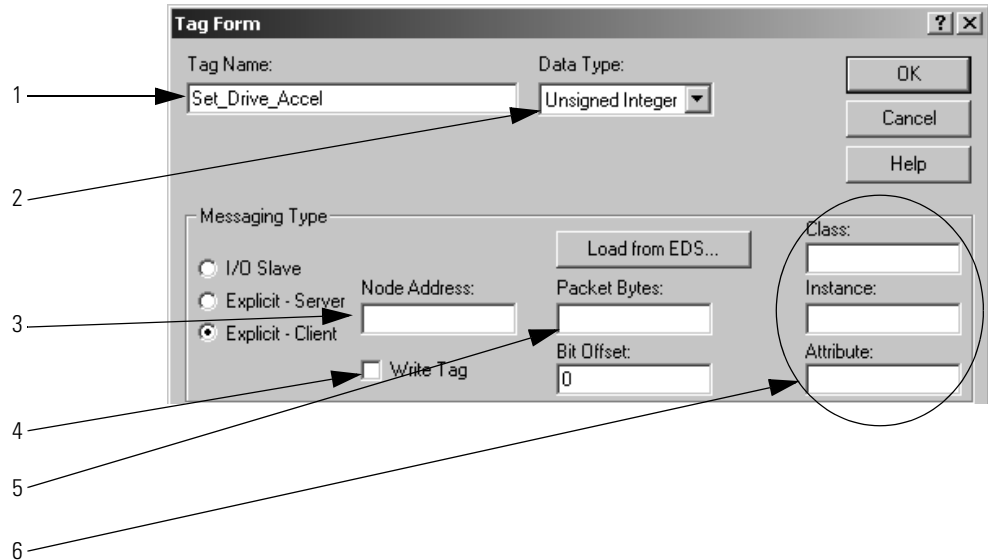 Tag Form
Tag Name:
Data Type:
Set_Drive_Accel
Unsigned Integer
OK
Cancel
Help
Messaging Type
Load from EDS...
Class:
I/O Slave
Node Address:
Packet Bytes:
Instance:
Explicit - Server
Explicit - Client
Bit Offset:
Attribute:
Write Tag
0
1
2
3
4
5
6